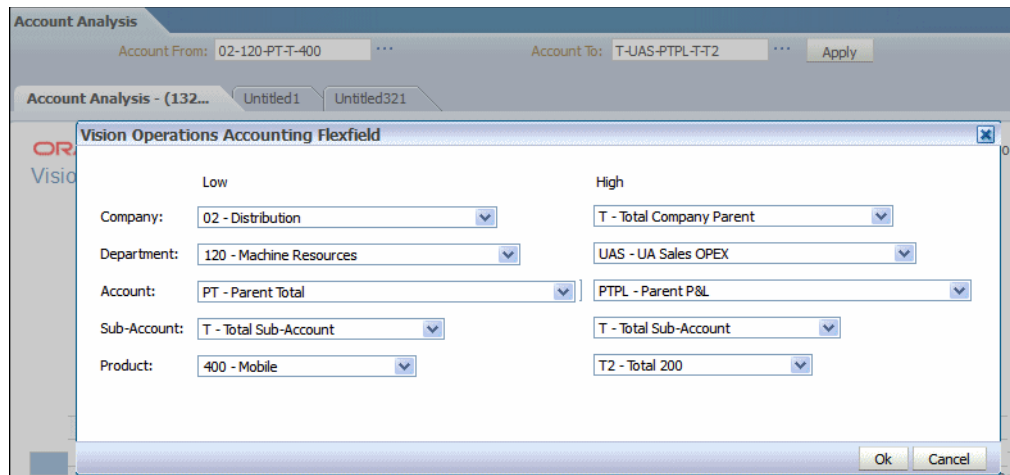 Account Analysis
Account From: 02-120-PT-T-400 ... Account To: T-UAS-PTPL-T-T2 ... Apply
Account Analysis - (132... Untitled1 Untitled321
Vision Operations Accounting Flexfield
OR
Visio
Low High
Company: 02 - Distribution T - Total Company Parent
Department: 120 - Machine Resources UAS - UA Sales OPEX
Account: PT - Parent Total PTPL - Parent P&L
Sub-Account: T - Total Sub-Account T - Total Sub-Account
Product: 400 - Mobile T2 - Total 200
Ok Cancel